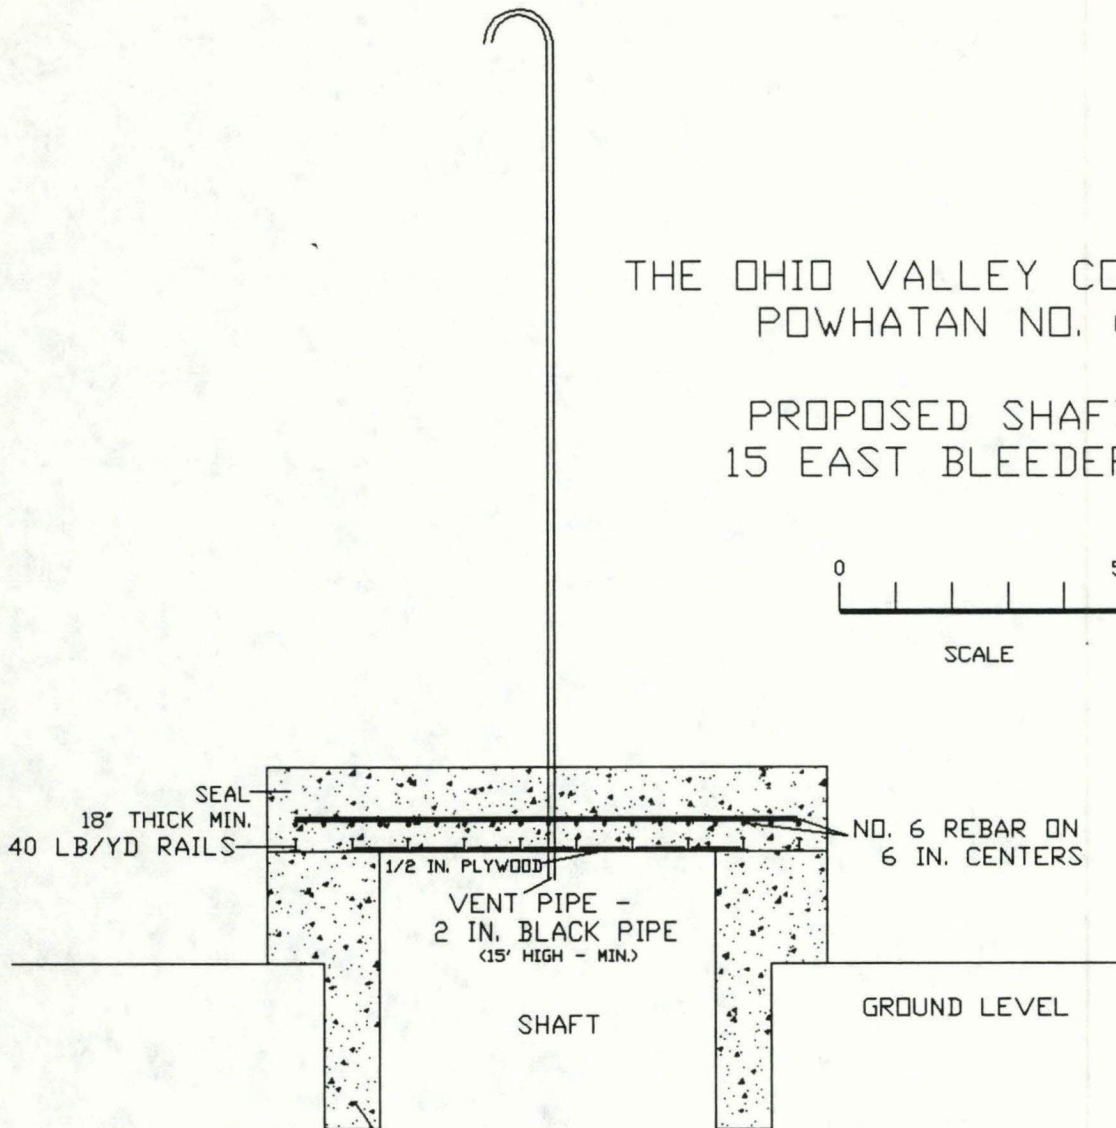 THE OHIO VALLEY CO
POWHATAN NO.
PROPOSED SHAF
15 EAST BLEEDER
0
SCALE
SEAL
18" THICK MIN.
40 LB/YD RAILS
NO. 6 REBAR ON
6 IN. CENTERS
1/2 IN. PLYWOOD
VENT PIPE -
2 IN. BLACK PIPE
(15' HIGH - MIN.)
SHAFT
GROUND LEVEL